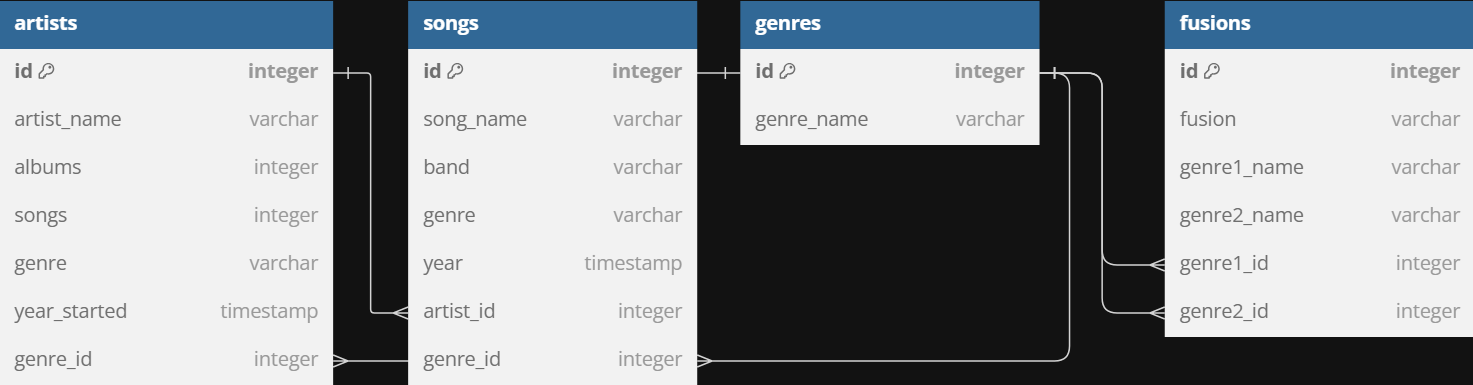 artists
id integer
artist_name varchar
albums integer
songs integer
genre varchar
year_started timestamp
genre_id integer
songs
id integer
song_name varchar
band varchar
genre varchar
year timestamp
artist_id integer
genre_id integer
genres
id integer
genre_name varchar
fusions
id integer
fusion varchar
genre1_name varchar
genre2_name varchar
genre1_id integer
genre2_id integer